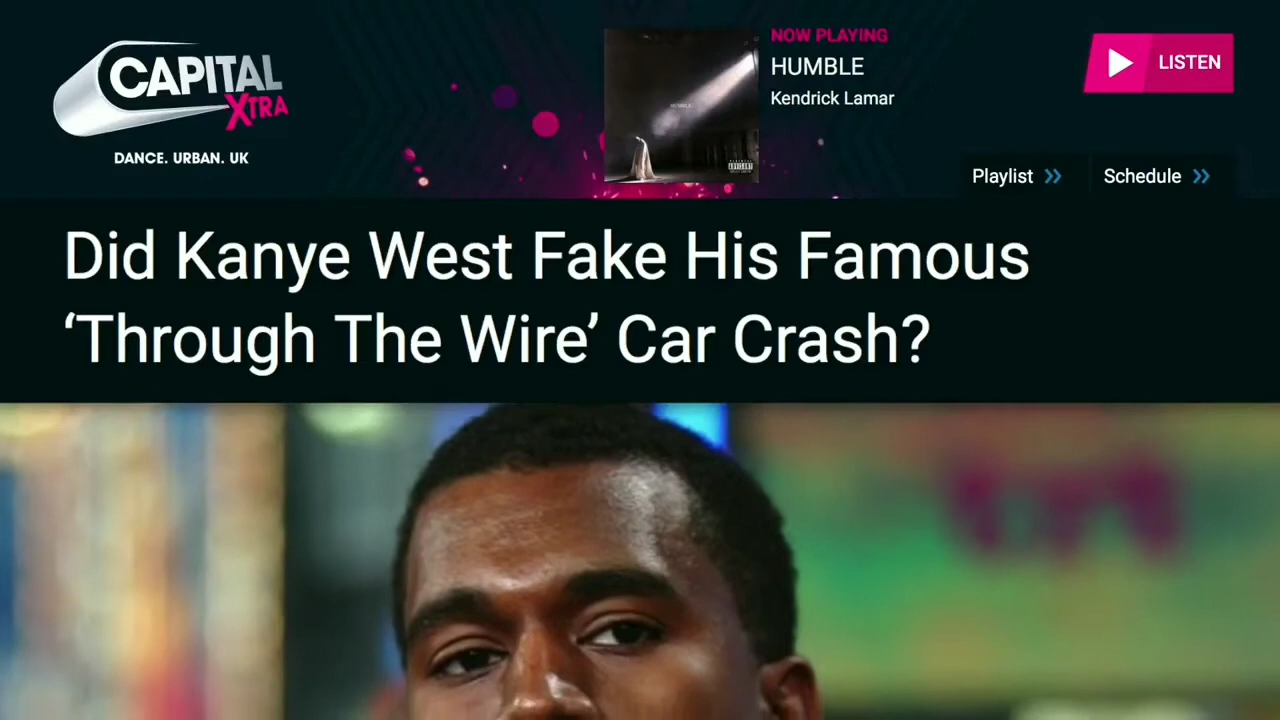 CAPITAL
XTRA
DANCE. URBAN. UK
NOW PLAYING
HUMBLE
Kendrick Lamar
LISTEN
Playlist
Schedule
Did Kanye West Fake His Famous
‘Through The Wire’ Car Crash?